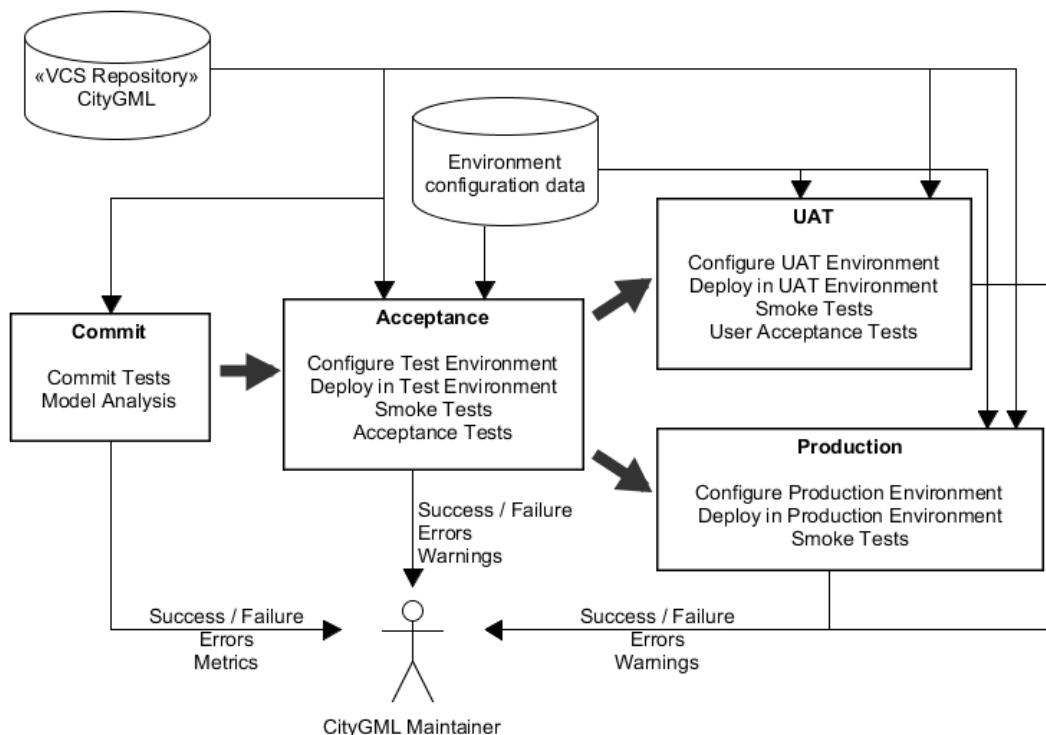 «VCS Repository»
CityGML
Environment
configuration data
UAT
Configure UAT Environment
Deploy in UAT Environment
Smoke Tests
User Acceptance Tests
Commit
Commit Tests
Model Analysis
Acceptance
Configure Test Environment
Deploy in Test Environment
Smoke Tests
Acceptance Tests
Production
Configure Production Environment
Deploy in Production Environment
Smoke Tests
Success / Failure
Errors
Warnings
Success / Failure
Errors
Metrics
Success / Failure
Errors
Warnings
CityGML Maintainer